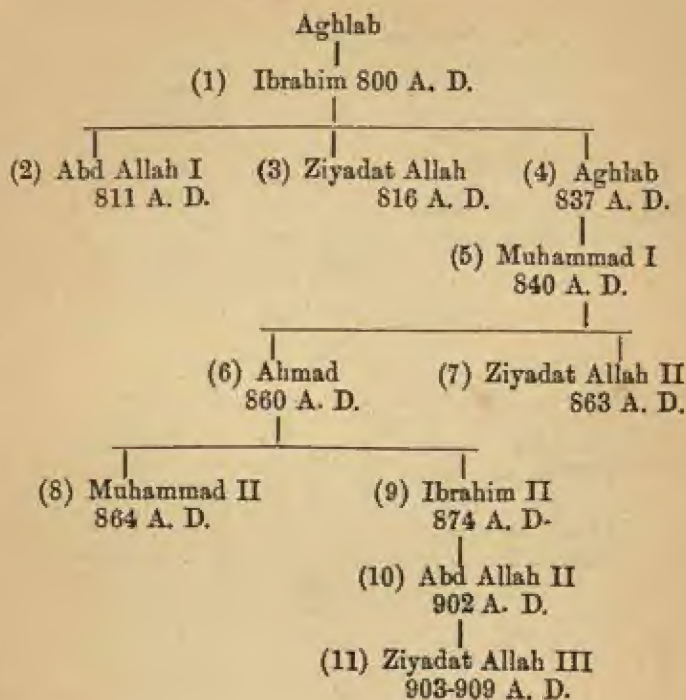 Aghlab
(1) Ibrahim 800 A. D.
(2) Abd Allah I (3) Ziyadat Allah (4) Aghlab
811 A. D. 816 A. D. 837 A. D.
(5) Muhammad I
840 A. D.
(6) Ahmad (7) Ziyadat Allah II
860 A. D. 863 A. D.
(8) Muhammad II (9) Ibrahim II
864 A. D. 874 A. D-
(10) Abd Allah II
902 A. D.
(11) Ziyadat Allah III
903-909 A. D.